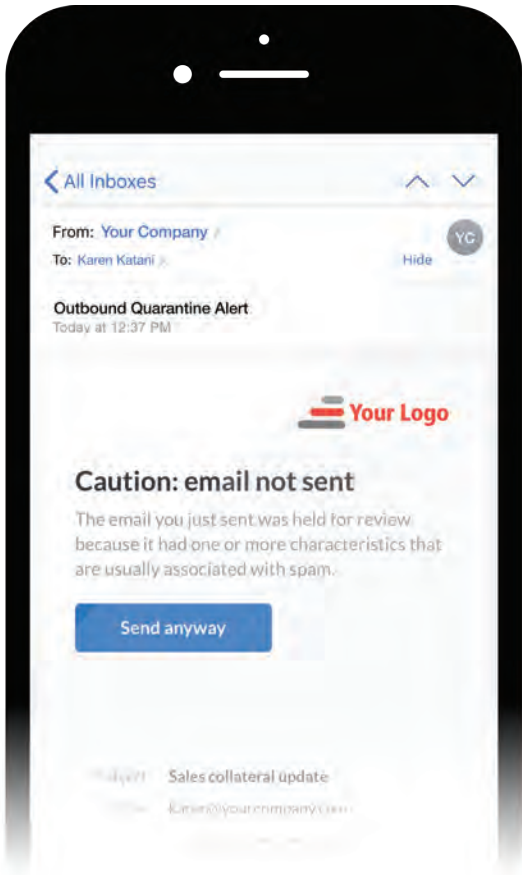 All Inboxes
From: Your Company
YC
To: Karen Katani
Hide
Outbound Quarantine Alert
Today at 12:37 PM
Your Logo
Caution: email not sent
The email you just sent was held for review
because it had one or more characteristics that
are usually associated with spam.
Send anyway
Subject Sales collateral update